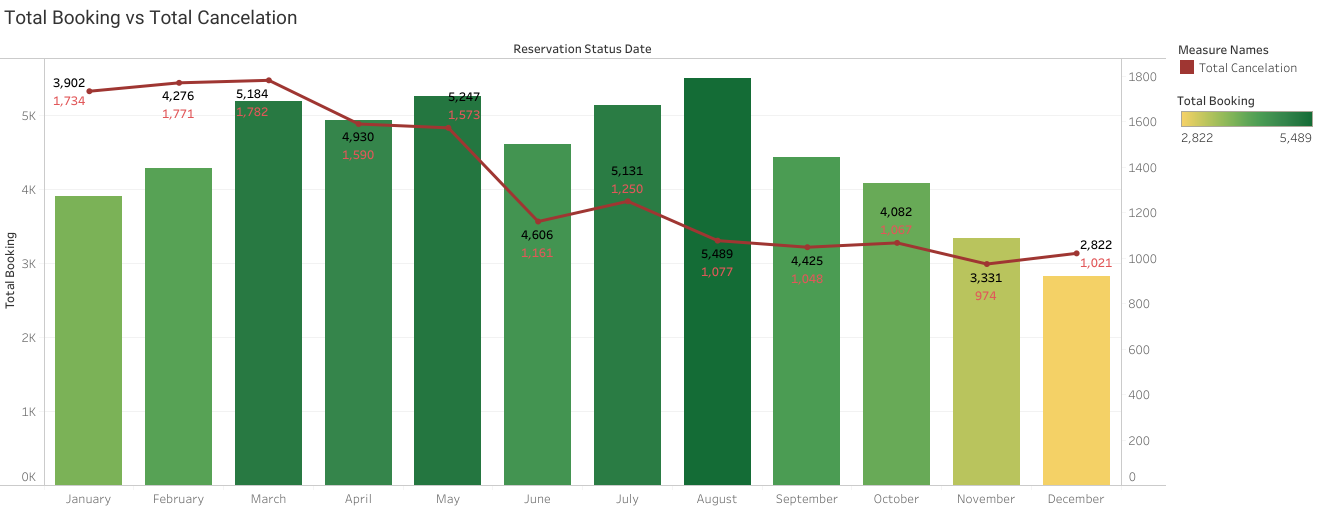 Total Booking vs Total Cancelation
Reservation Status Date
Measure Names
Total Cancelation
Total Booking
2,822 5,489
Total Booking
5K
4K
3K
2K
1K
0K
1800
1600
1400
1200
1000
800
600
400
200
0
3,902
1,734
4,276
1,771
5,184
1,782
4,930
1,590
5,247
1,573
4,606
1,161
5,131
1,250
5,489
1,077
4,425
1,048
4,082
1,067
3,331
974
2,822
1,021
January February March April May June July August September October November December